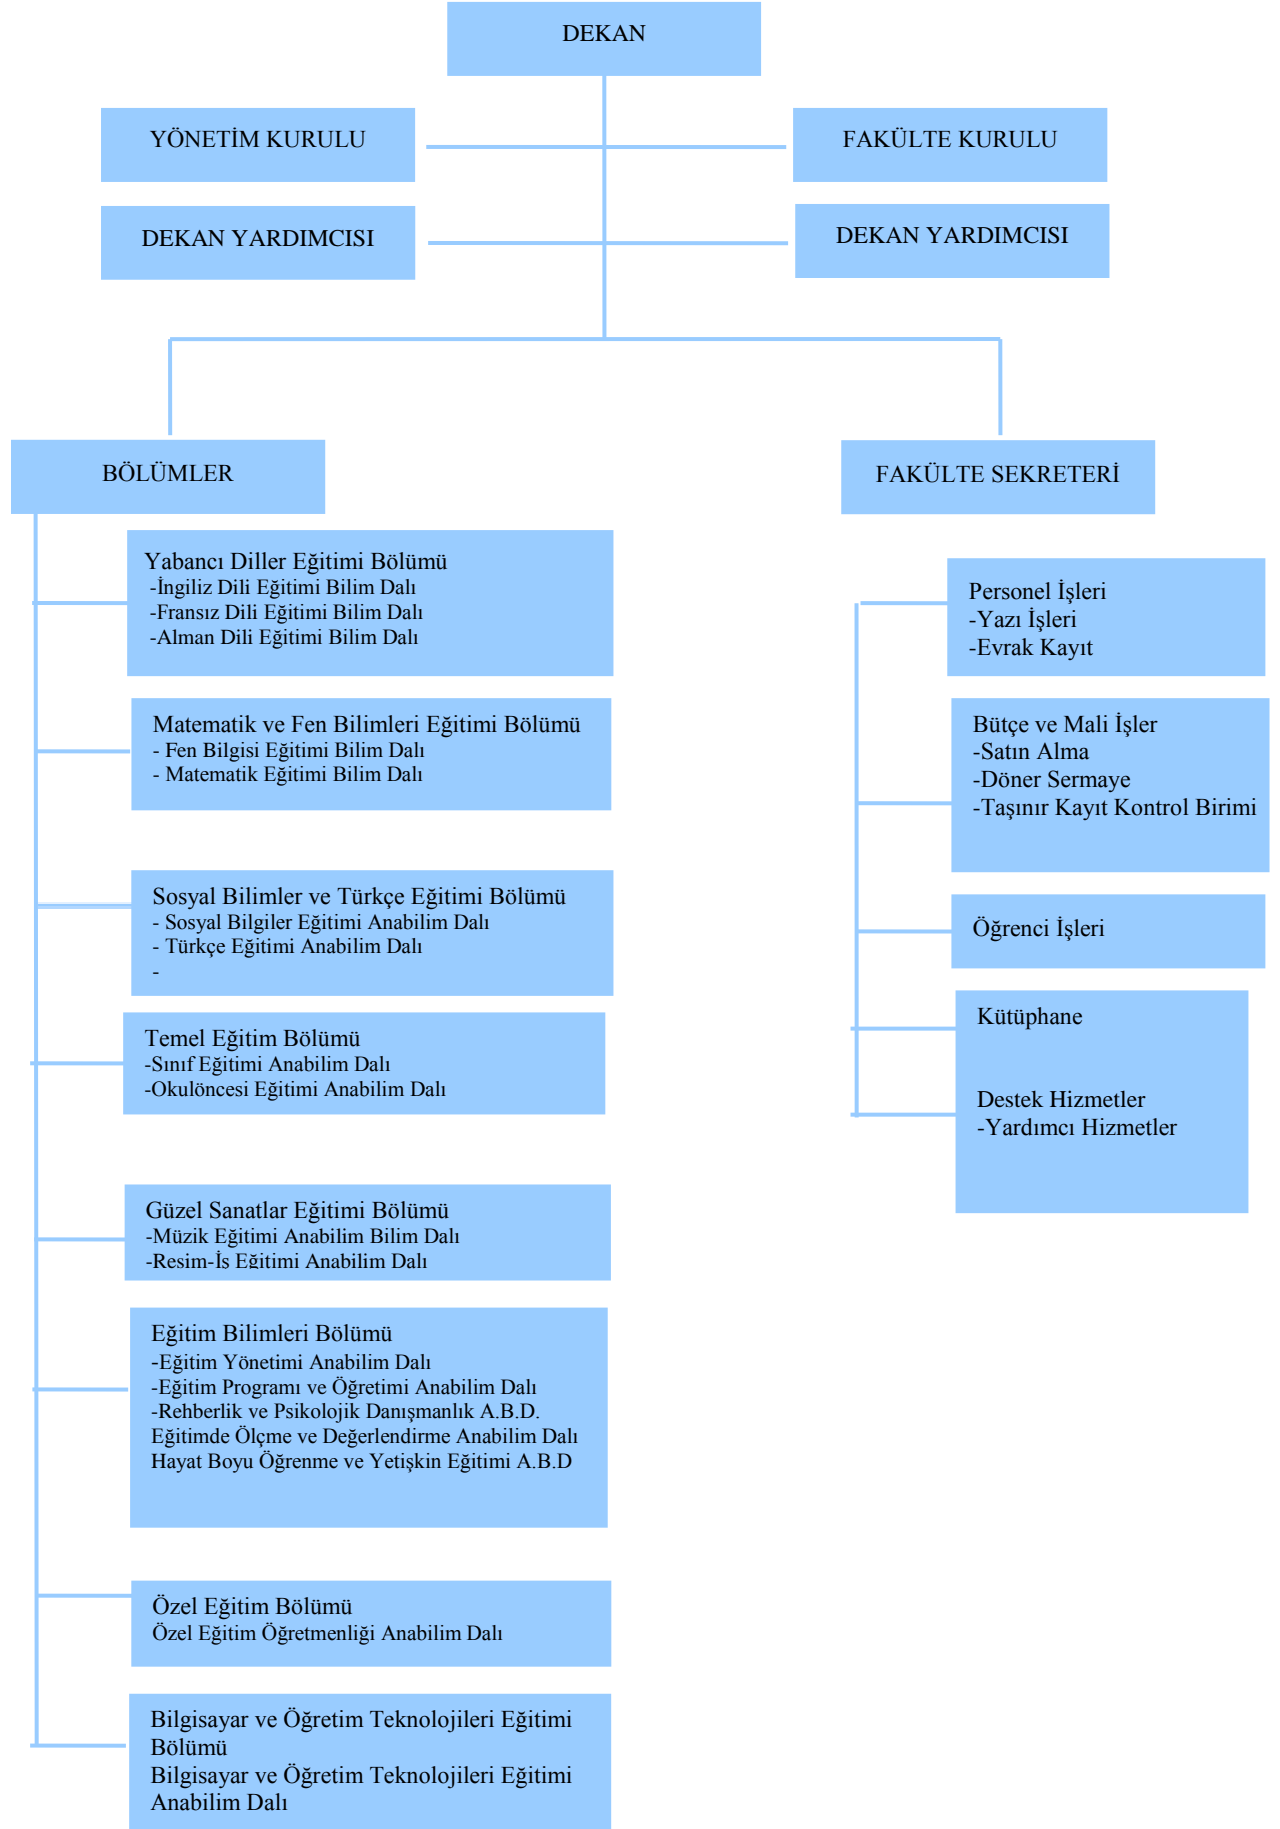 DEKAN
YÖNETİM KURULU
FAKÜLTE KURULU
DEKAN YARDIMCISI
DEKAN YARDIMCISI
BÖLÜMLER
FAKÜLTE SEKRETERİ
Yabancı Diller Eğitimi Bölümü
-İngiliz Dili Eğitimi Bilim Dalı
-Fransız Dili Eğitimi Bilim Dalı
-Alman Dili Eğitimi Bilim Dalı
Matematik ve Fen Bilimleri Eğitimi Bölümü
- Fen Bilgisi Eğitimi Bilim Dalı
- Matematik Eğitimi Bilim Dalı
Sosyal Bilimler ve Türkçe Eğitimi Bölümü
- Sosyal Bilgiler Eğitimi Anabilim Dalı
- Türkçe Eğitimi Anabilim Dalı
-
Temel Eğitim Bölümü
-Sınıf Eğitimi Anabilim Dalı
-Okulöncesi Eğitimi Anabilim Dalı
Güzel Sanatlar Eğitimi Bölümü
-Müzik Eğitimi Anabilim Bilim Dalı
-Resim-İş Eğitimi Anabilim Dalı
Eğitim Bilimleri Bölümü
-Eğitim Yönetimi Anabilim Dalı
-Eğitim Programı ve Öğretimi Anabilim Dalı
-Rehberlik ve Psikolojik Danışmanlık A.B.D.
Eğitimde Ölçme ve Değerlendirme Anabilim Dalı
Hayat Boyu Öğrenme ve Yetişkin Eğitimi A.B.D
Özel Eğitim Bölümü
Özel Eğitim Öğretmenliği Anabilim Dalı
Bilgisayar ve Öğretim Teknolojileri Eğitimi
Bölümü
Bilgisayar ve Öğretim Teknolojileri Eğitimi
Anabilim Dalı
Personel İşleri
-Yazı İşleri
-Evrak Kayıt
Bütçe ve Mali İşler
-Satın Alma
-Döner Sermaye
-Taşınır Kayıt Kontrol Birimi
Öğrenci İşleri
Kütüphane
Destek Hizmetler
-Yardımcı Hizmetler